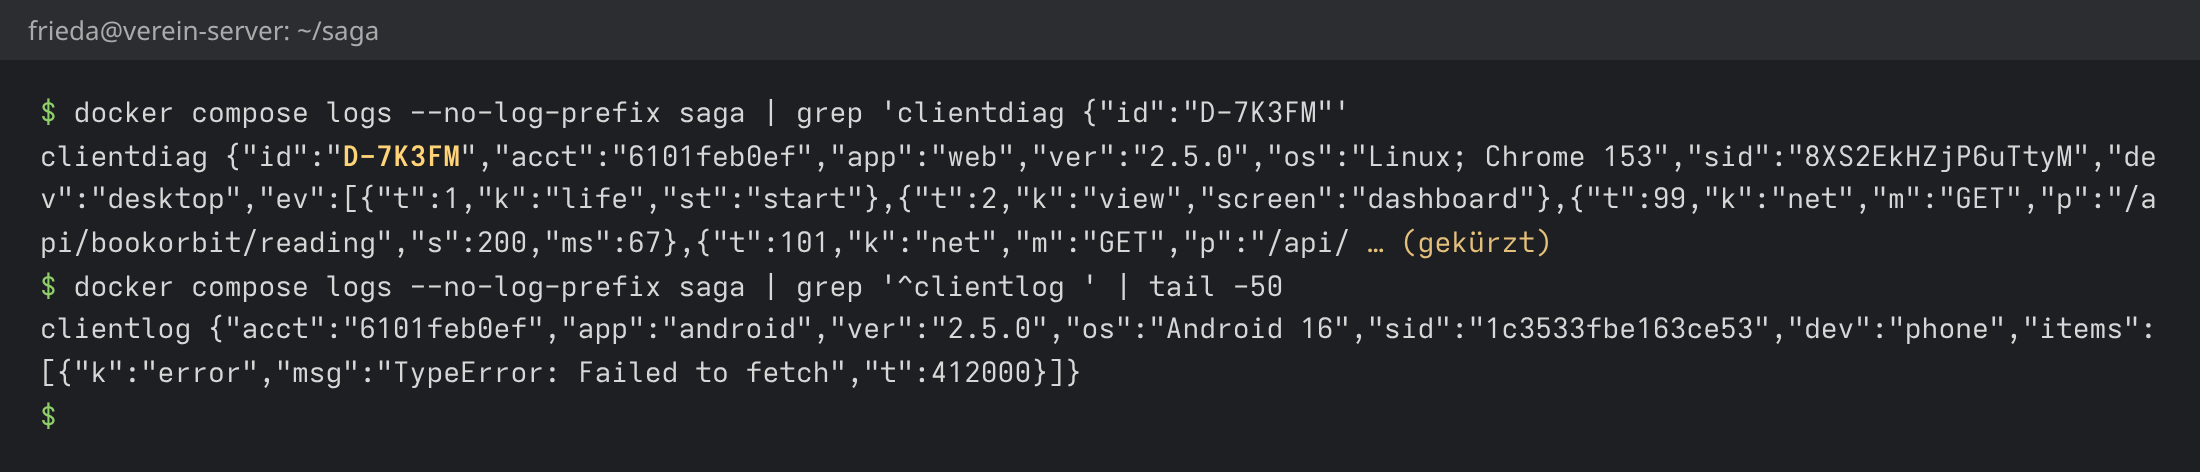 frieda@verein-server: ~/saga
$ docker compose logs --no-log-prefix saga | grep 'clientdiag {"id":"D-7K3FM"'
clientdiag {"id":"D-7K3FM","acct":"6101feb0ef","app":"web","ver":"2.5.0","os":"Linux; Chrome 153","sid":"8XS2EkHZjP6uTtyM","de
v":"desktop","ev":[{"t":1,"k":"life","st":"start"},{"t":2,"k":"view","screen":"dashboard"},{"t":99,"k":"net","m":"GET","p":"/a
pi/bookorbit/reading","s":200,"ms":67},{"t":101,"k":"net","m":"GET","p":"/api/ … (gekürzt)
$ docker compose logs --no-log-prefix saga | grep '^clientlog ' | tail -50
clientlog {"acct":"6101feb0ef","app":"android","ver":"2.5.0","os":"Android 16","sid":"1c3533fbe163ce53","dev":"phone","items":
[{"k":"error","msg":"TypeError: Failed to fetch","t":412000}]}
$